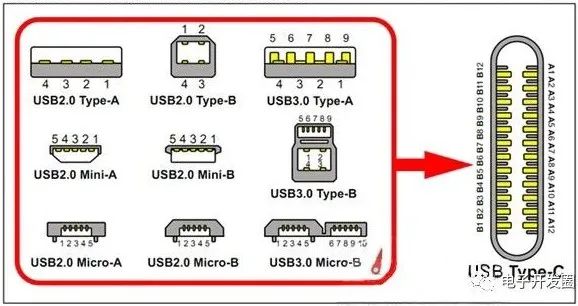 1 2
5 6 7 8 9
4 3 2 1
4 3
4 3 2 1
USB2.0 Type-A
USB2.0 Type-B
USB3.0 Type-A
5 4 3 2 1
5 4 3 2 1
5 6 7 8 9
1 2
4 3
USB2.0 Mini-A
USB2.0 Mini-B
USB3.0 Type-B
1 2 3 4 5
1 2 3 4 5
1 2 3 4 5
6 7 8 9 10
USB2.0 Micro-A
USB2.0 Micro-B
USB3.0 Micro-B
B1 B2 B3 B4 B5 B6 B7 B8 B9 B10 B11 B12
A1 A2 A3 A4 A5 A6 A7 A8 A9 A10 A11 A12
USB Type-C
电子开发圈